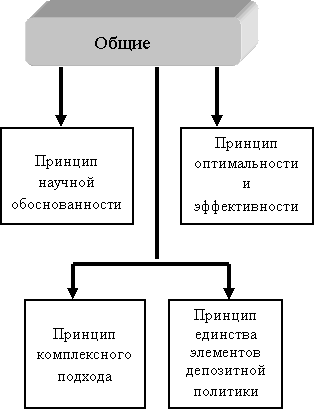 Общие
Принцип
научной
обоснованности
Принцип
оптимальности
и
эффективности
Принцип
комплексного
подхода
Принцип
единства
элементов
депозитной
политики